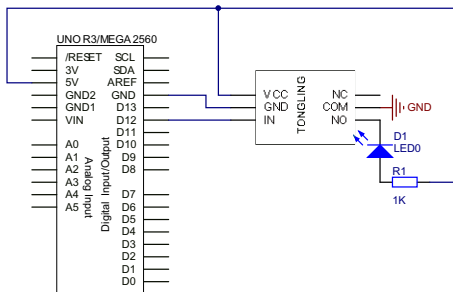 UNO R3/MEGA 2560
/RESET
3V
5V
GND2
GND1
VIN
A0
A1
A2
A3
A4
A5
Analog Input
Digital Input/Output
SCL
SDA
AREF
GND
D13
D12
D11
D10
D9
D8
D7
D6
D5
D4
D3
D2
D1
D0
VCC
GND
IN
TONGLING
NC
COM
NO
GND
D1
LED0
R1
1K